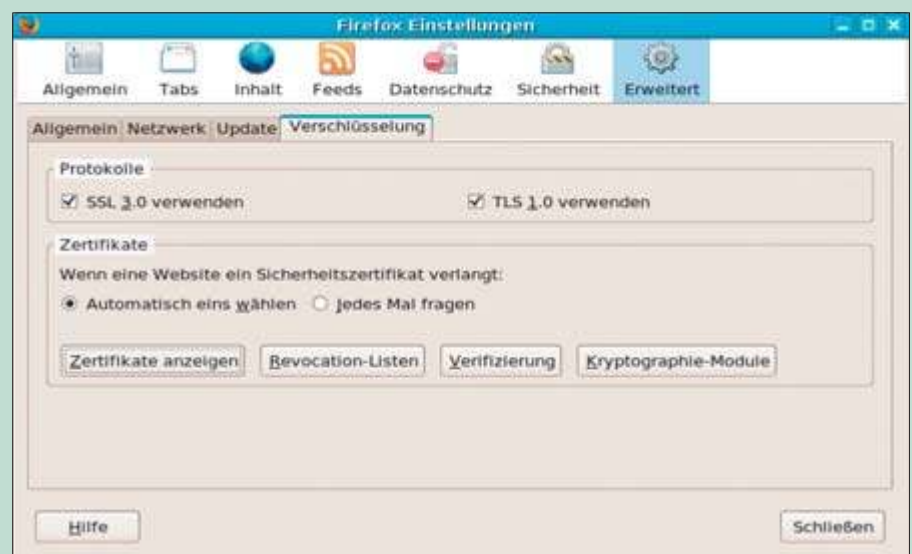 Firefox Einstellungen
Allgemein Tabs Inhalt Feeds Datenschutz Sicherheit Erweitert
Allgemein Netzwerk Update Verschlüsselung
Protokolle
SSL 3.0 verwenden TLS 1.0 verwenden
Zertifikate
Wenn eine Website ein Sicherheitszertifikat verlangt:
Automatisch eins wählen Jedes Mal fragen
Zertifikate anzeigen Revocation-Listen Verifizierung Kryptographie-Module
Hilfe Schließen